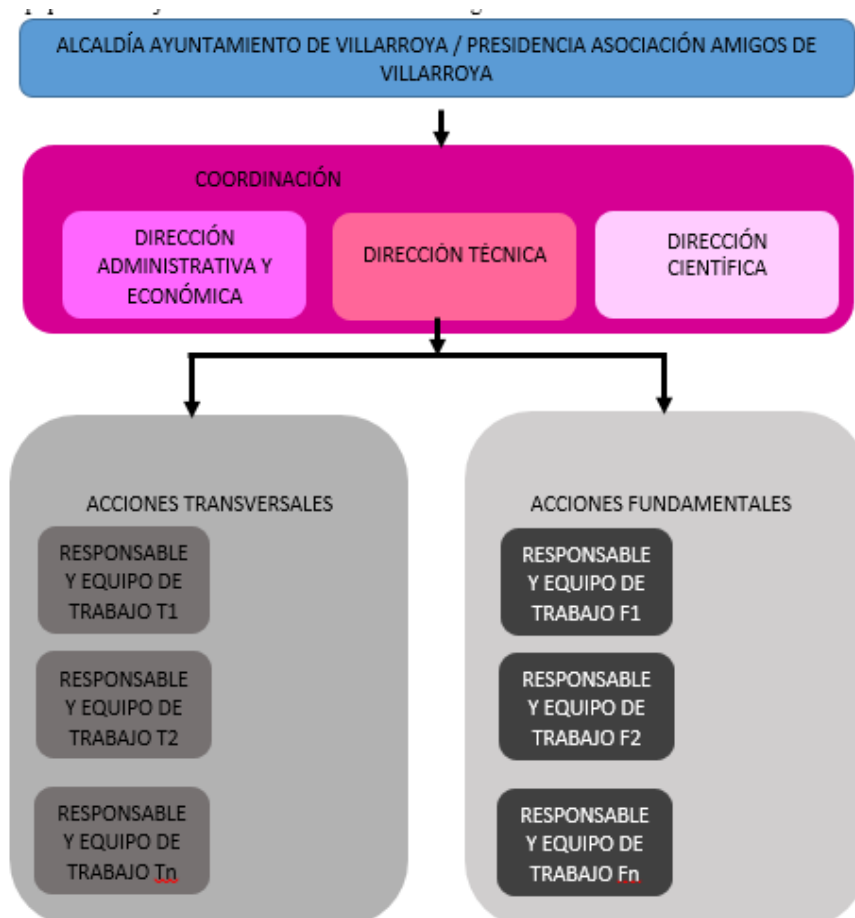 ALCALDÍA AYUNTAMIENTO DE VILLARROYA / PRESIDENCIA ASOCIACIÓN AMIGOS DE
VILLARROYA
COORDINACIÓN
DIRECCIÓN
ADMINISTRATIVA Y
ECONÓMICA
DIRECCIÓN TÉCNICA
DIRECCIÓN
CIENTÍFICA
ACCIONES TRANSVERSALES
RESPONSABLE
Y EQUIPO DE
TRABAJO T1
RESPONSABLE
Y EQUIPO DE
TRABAJO T2
RESPONSABLE
Y EQUIPO DE
TRABAJO Tn
ACCIONES FUNDAMENTALES
RESPONSABLE
Y EQUIPO DE
TRABAJO F1
RESPONSABLE
Y EQUIPO DE
TRABAJO F2
RESPONSABLE
Y EQUIPO DE
TRABAJO Fn